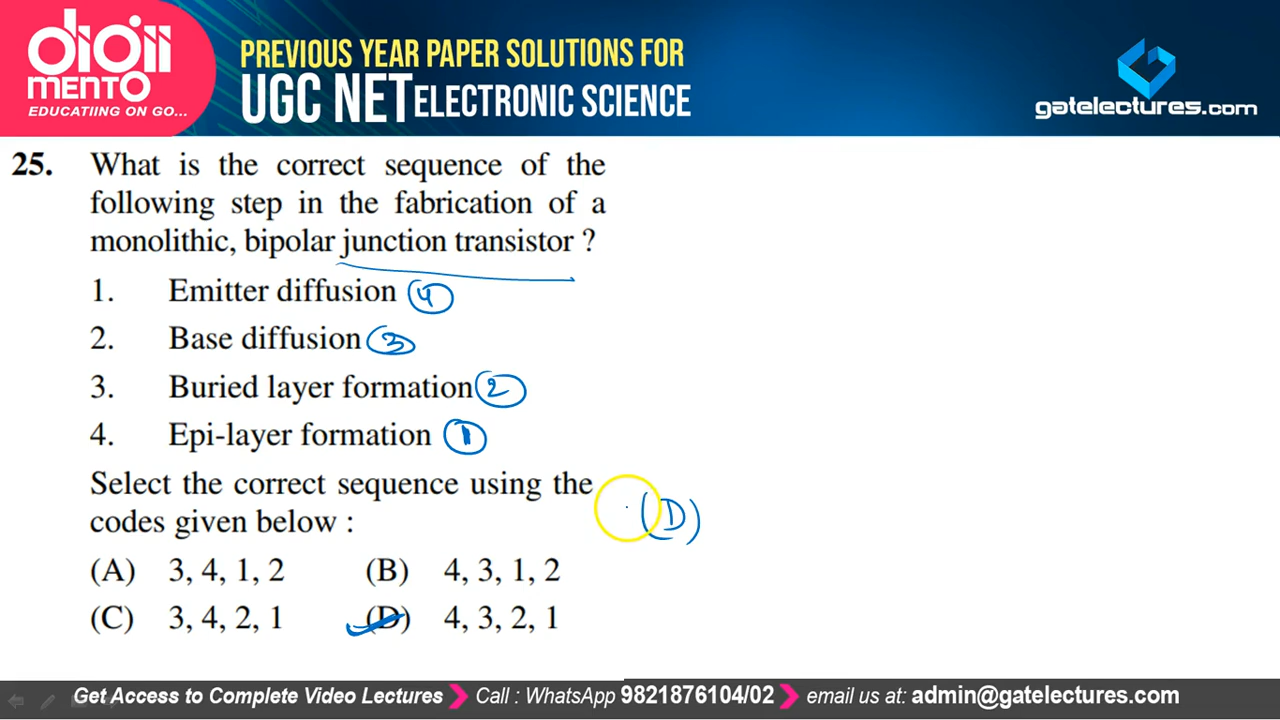 digii
MENTO
EDUCATIING ON GO...
PREVIOUS YEAR PAPER SOLUTIONS FOR
UGC NET ELECTRONIC SCIENCE
gatelectures.com
25. What is the correct sequence of the
following step in the fabrication of a
monolithic, bipolar junction transistor ?
1. Emitter diffusion 4
2. Base diffusion 3
3. Buried layer formation 2
4. Epi-layer formation 1
Select the correct sequence using the
codes given below :
(D)
(A) 3, 4, 1, 2 (B) 4, 3, 1, 2
(C) 3, 4, 2, 1 (D) 4, 3, 2, 1
Get Access to Complete Video Lectures Call : WhatsApp 9821876104/02 email us at: admin@gatelectures.com